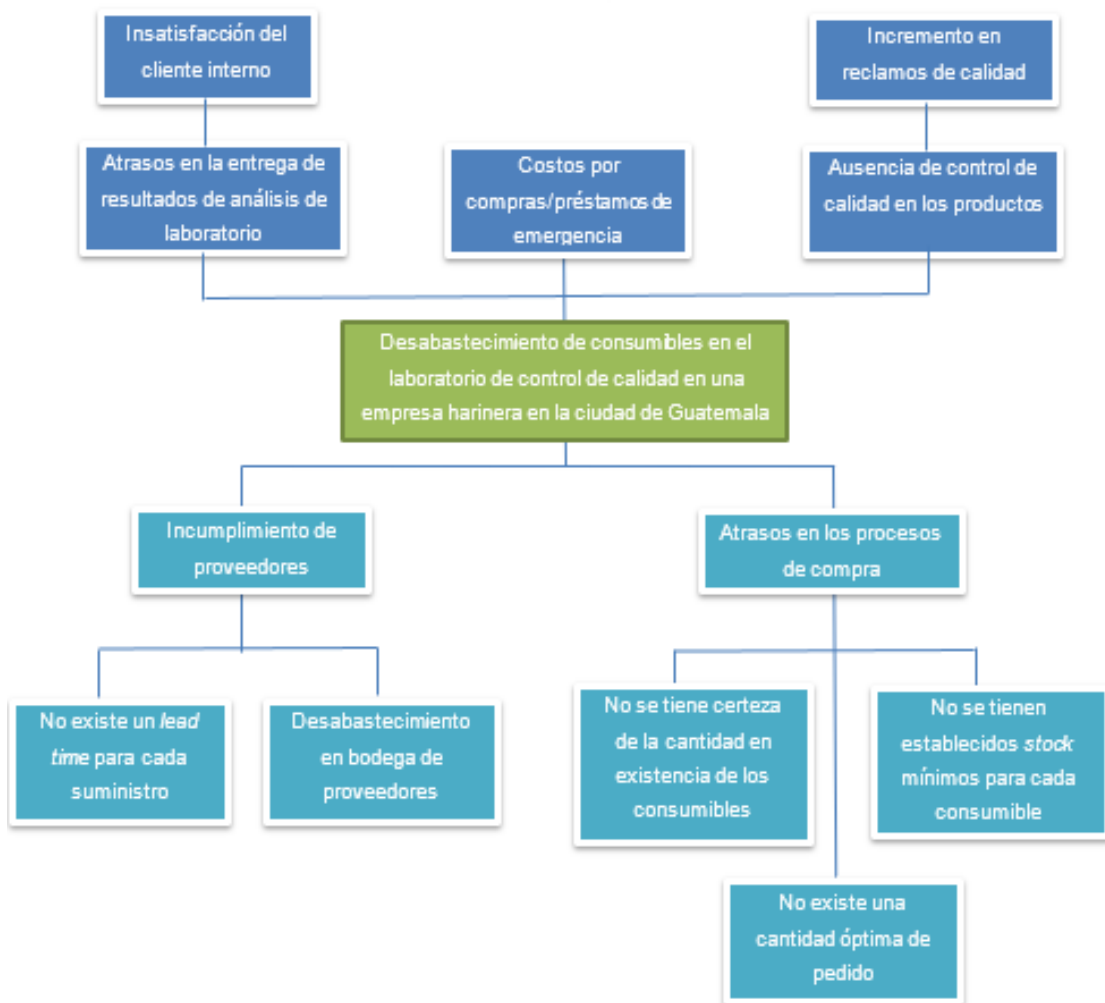 Insatisfacción del
cliente interno
Incremento en
reclamos de calidad
Atrasos en la entrega de
resultados de análisis de
laboratorio
Costos por
compras/préstamos de
emergencia
Ausencia de control de
calidad en los productos
Desabastecimiento de consumibles en el
laboratorio de control de calidad en una
empresa harinera en la ciudad de Guatemala
Incumplimiento de
proveedores
Atrasos en los procesos
de compra
No existe un lead
time para cada
suministro
Desabastecimiento
en bodega de
proveedores
No se tiene certeza
de la cantidad en
existencia de los
consumibles
No se tienen
establecidos stock
mínimos para cada
consumible
No existe una
cantidad óptima de
pedido